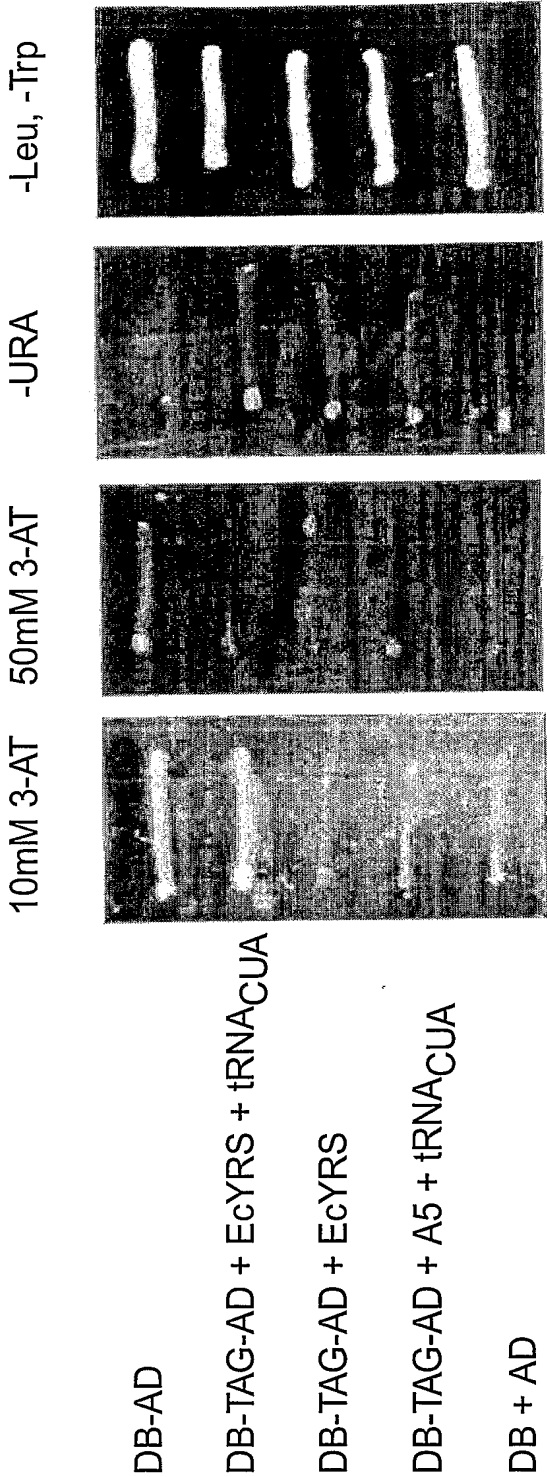 10mM 3-AT 50mM 3-AT -URA -Leu, -Trp
DB-AD
DB-TAG-AD + EcYRS + tRNACUA
DB-TAG-AD + EcYRS
DB-TAG-AD + A5 + tRNACUA
DB + AD